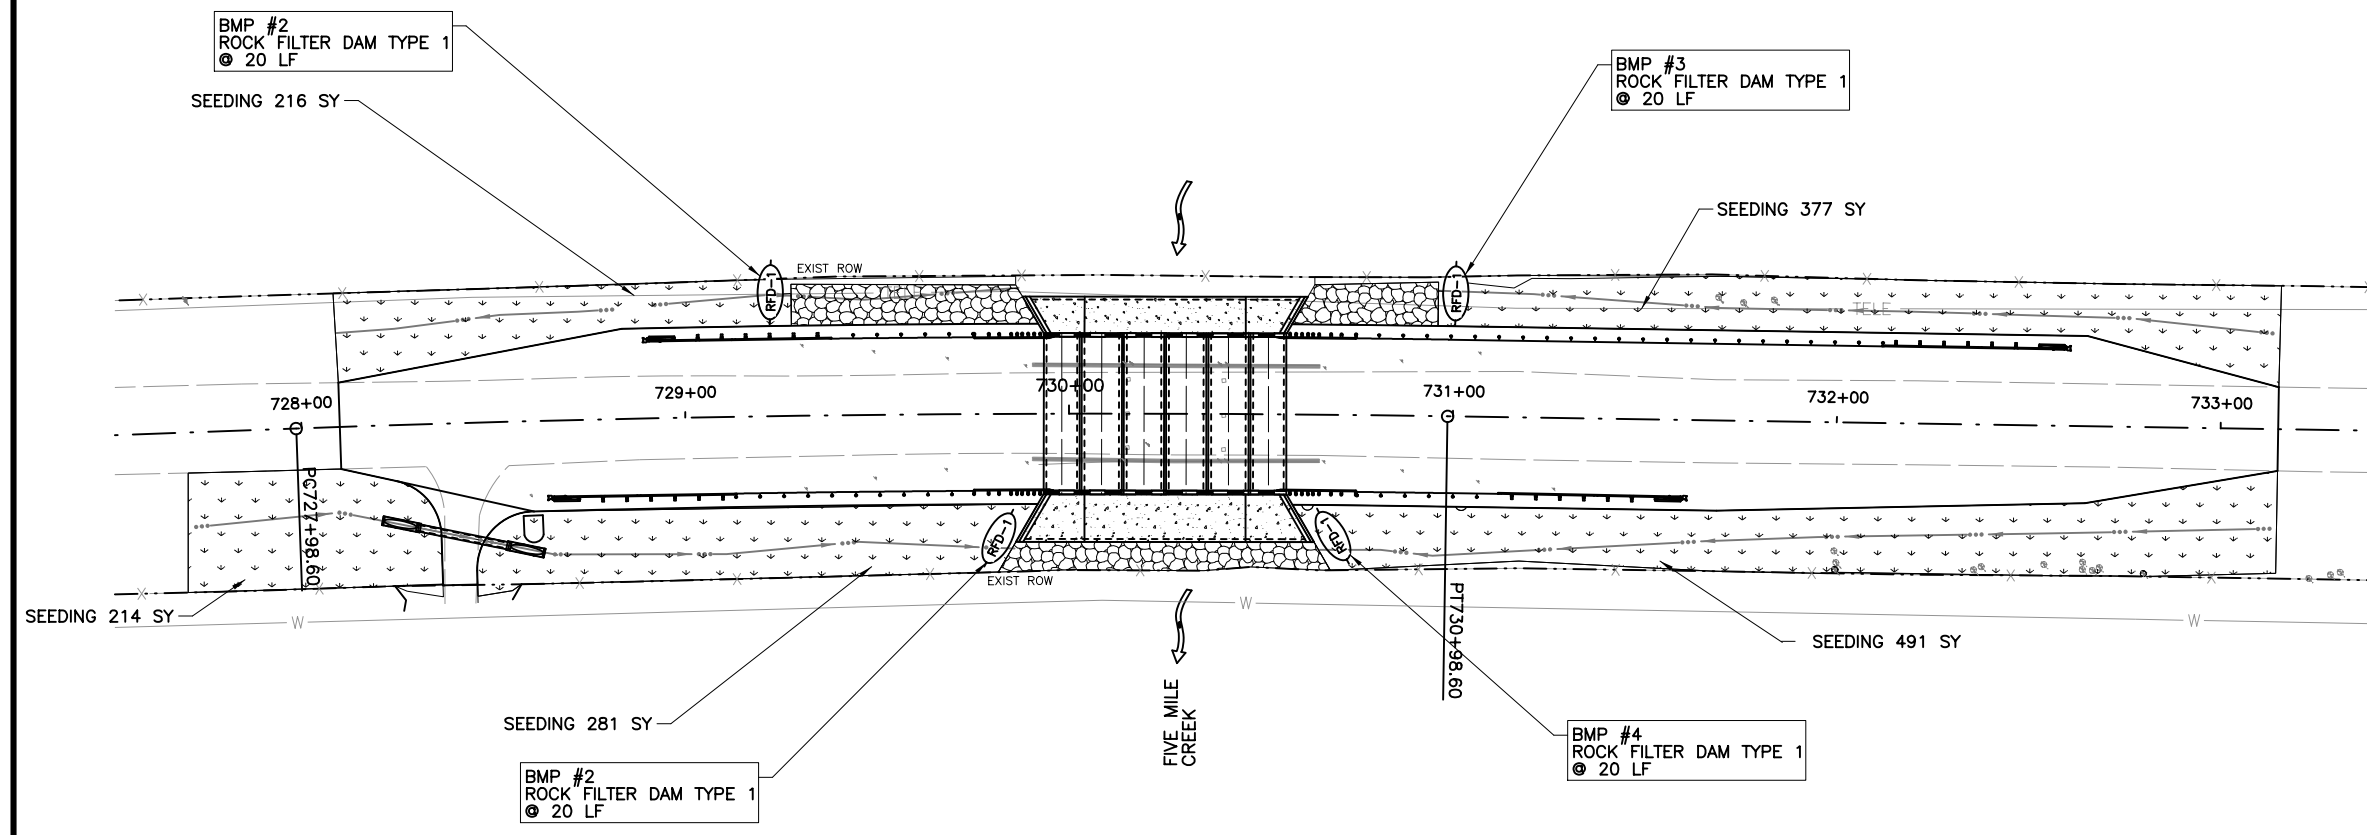 BMP #2
ROCK FILTER DAM TYPE 1
@ 20 LF
SEEDING 216 SY
BMP #3
ROCK FILTER DAM TYPE 1
@ 20 LF
SEEDING 377 SY
EXIST ROW
RFD-1
RFD-1
TELE
728+00
729+00
730+00
731+00
732+00
733+00
PC727+98.60
RFD-1
RFD-1
EXIST ROW
PT730+98.60
SEEDING 214 SY
W
W
W
SEEDING 491 SY
SEEDING 281 SY
FIVE MILE
CREEK
BMP #2
ROCK FILTER DAM TYPE 1
@ 20 LF
BMP #4
ROCK FILTER DAM TYPE 1
@ 20 LF